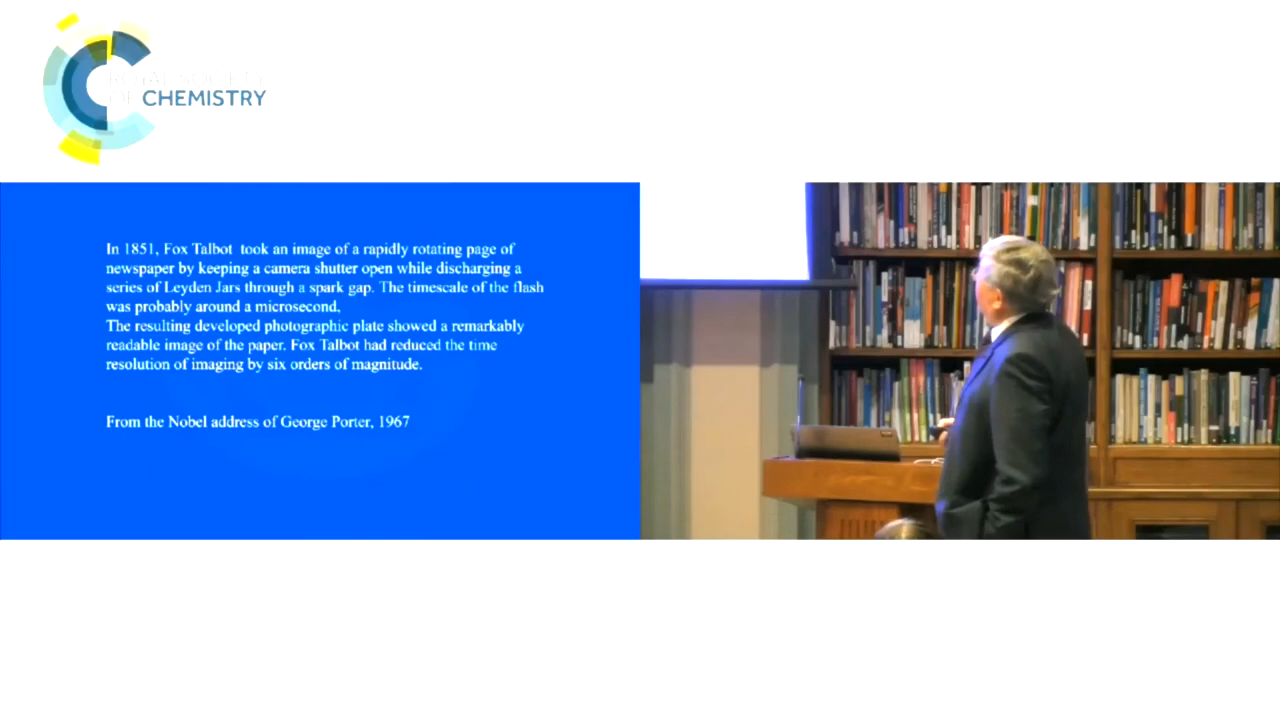 ROYAL SOCIETY
OF CHEMISTRY
In 1851, Fox Talbot took an image of a rapidly rotating page of
newspaper by keeping a camera shutter open while discharging a
series of Leyden Jars through a spark gap. The timescale of the flash
was probably around a microsecond,
The resulting developed photographic plate showed a remarkably
readable image of the paper. Fox Talbot had reduced the time
resolution of imaging by six orders of magnitude.
From the Nobel address of George Porter, 1967